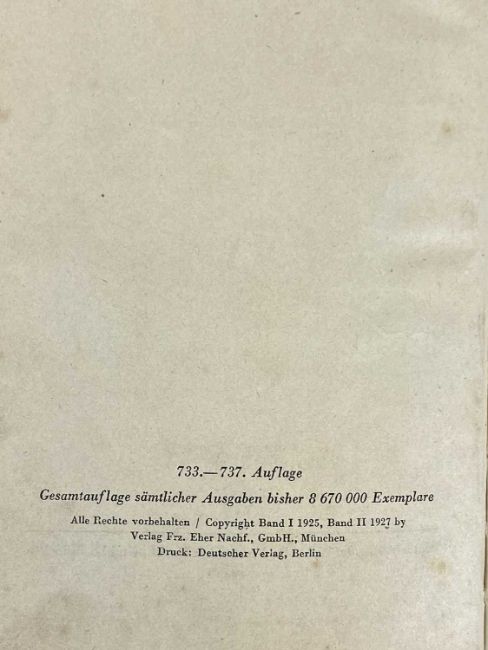 733.—737. Auflage
Gesamtauflage sämtlicher Ausgaben bisher 8 670 000 Exemplare
Alle Rechte vorbehalten / Copyright Band I 1925, Band II 1927 by
Verlag Frz. Eher Nachf., GmbH., München
Druck: Deutscher Verlag, Berlin